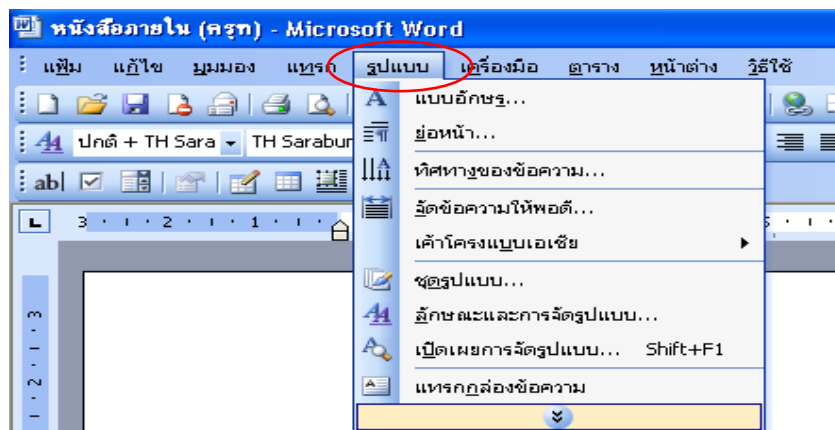 หนังสือภายใน (ครุฑ) - Microsoft Word
แฟ้ม แก้ไข มุมมอง แทรก รูปแบบ เครื่องมือ ตาราง หน้าต่าง วิธีใช้
ปกติ + TH Sara TH Sarabur
แบบอักษร...
ย่อหน้า...
ทิศทางของข้อความ...
จัดข้อความให้พอดี...
เค้าโครงแบบเอเชีย
ชุดรูปแบบ...
ลักษณะและการจัดรูปแบบ...
เปิดเผยการจัดรูปแบบ... Shift+F1
แทรกกล่องข้อความ
3 2 1
3
1
2